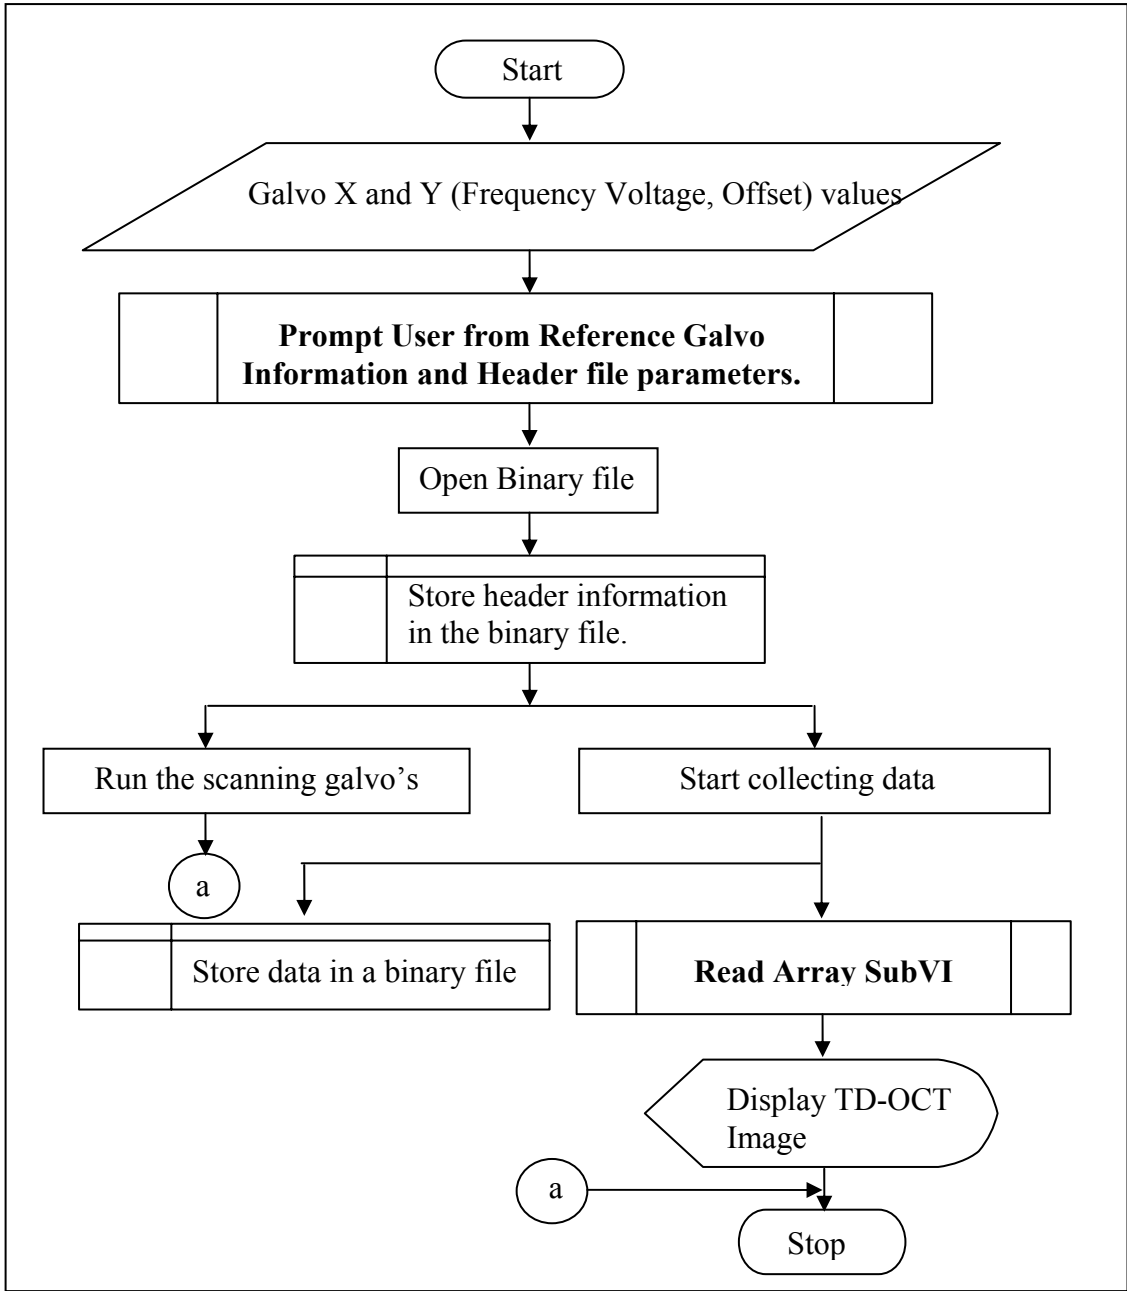 Start
Galvo X and Y (Frequency Voltage, Offset) values
Prompt User from Reference Galvo
Information and Header file parameters.
Open Binary file
Store header information
in the binary file.
Run the scanning galvo’s
Start collecting data
a
Store data in a binary file
Read Array SubVI
Display TD-OCT
Image
a
Stop